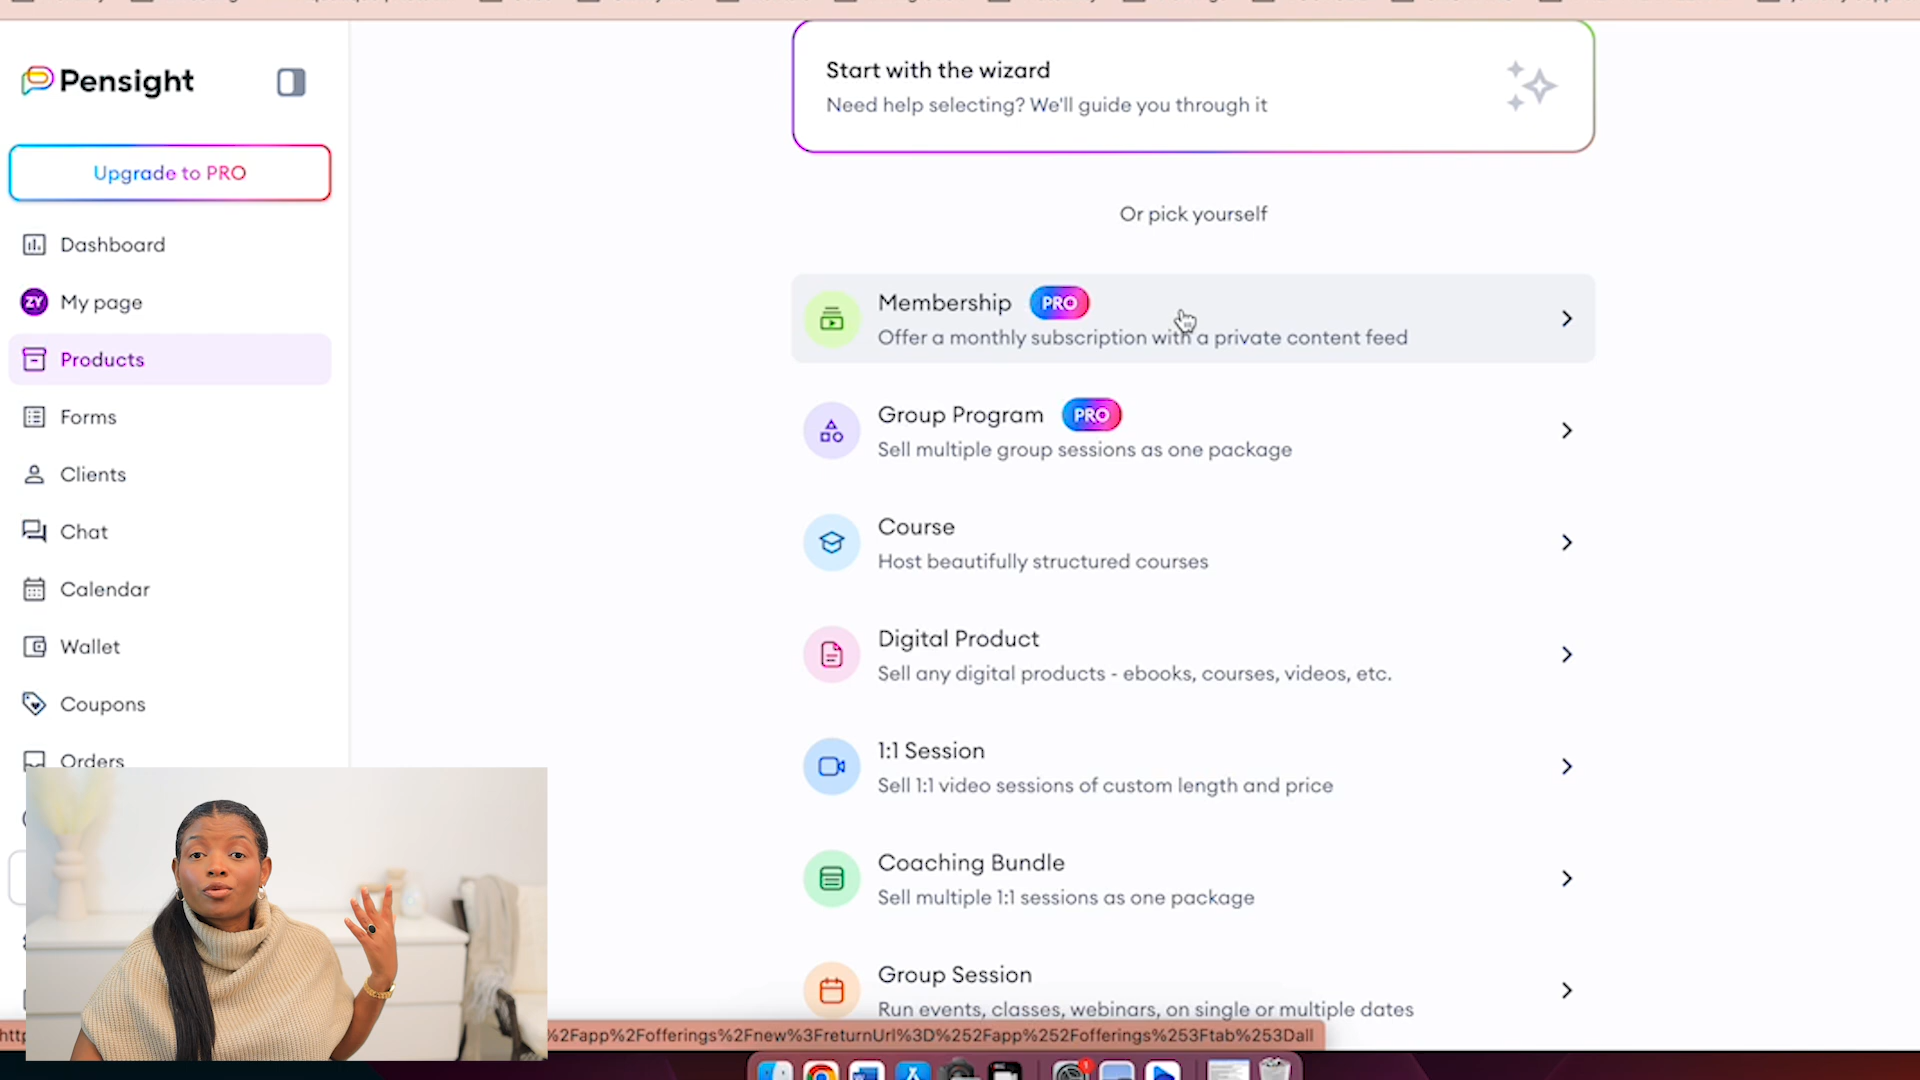 Pensight
Upgrade to PRO
Dashboard
ZY
My page
Products
Forms
Clients
Chat
Calendar
Wallet
Coupons
Orders
Start with the wizard
Need help selecting? We'll guide you through it
Or pick yourself
Membership PRO
Offer a monthly subscription with a private content feed
Group Program PRO
Sell multiple group sessions as one package
Course
Host beautifully structured courses
Digital Product
Sell any digital products - ebooks, courses, videos, etc.
1:1 Session
Sell 1:1 video sessions of custom length and price
Coaching Bundle
Sell multiple 1:1 sessions as one package
Group Session
Run events, classes, webinars, on single or multiple dates
http %2Fapp%2Fofferings%2Fnew%3FreturnUrl%3D%252Fapp%252Fofferings%253Ftab%253Dall
1